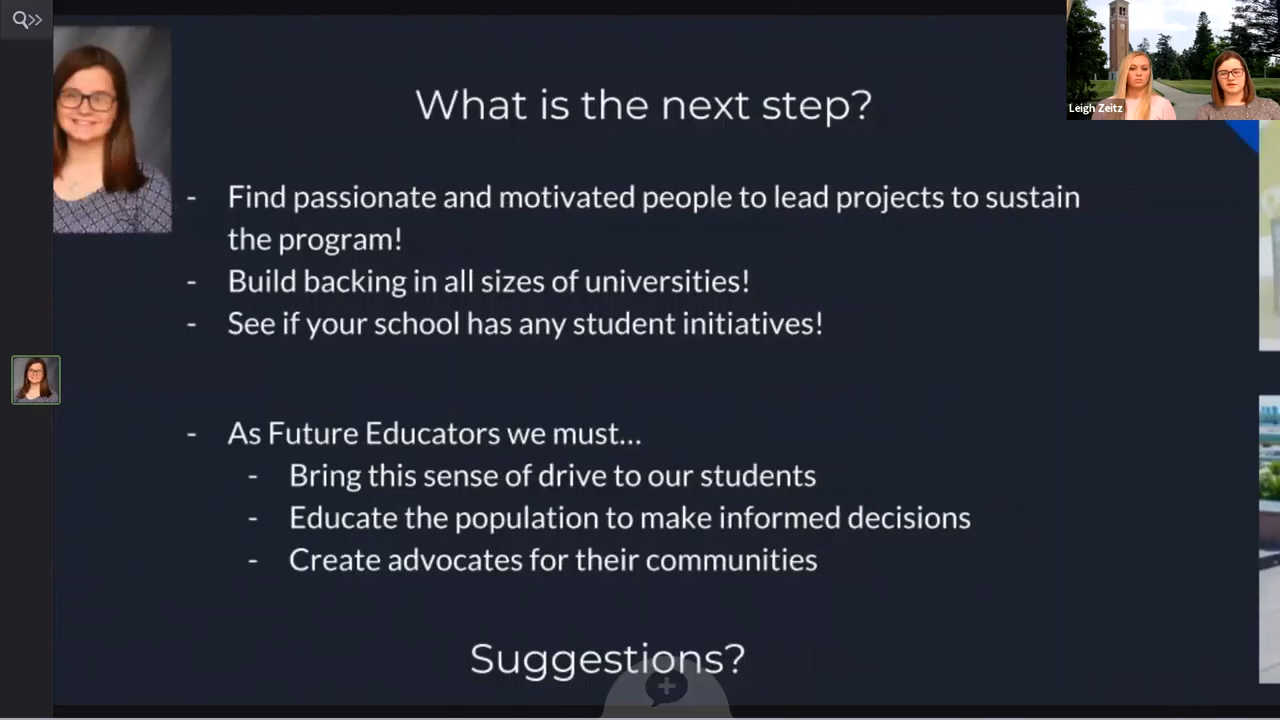 Leigh Zeitz
What is the next step?
- Find passionate and motivated people to lead projects to sustain
the program!
- Build backing in all sizes of universities!
- See if your school has any student initiatives!
- As Future Educators we must...
- Bring this sense of drive to our students
- Educate the population to make informed decisions
- Create advocates for their communities
Suggestions?